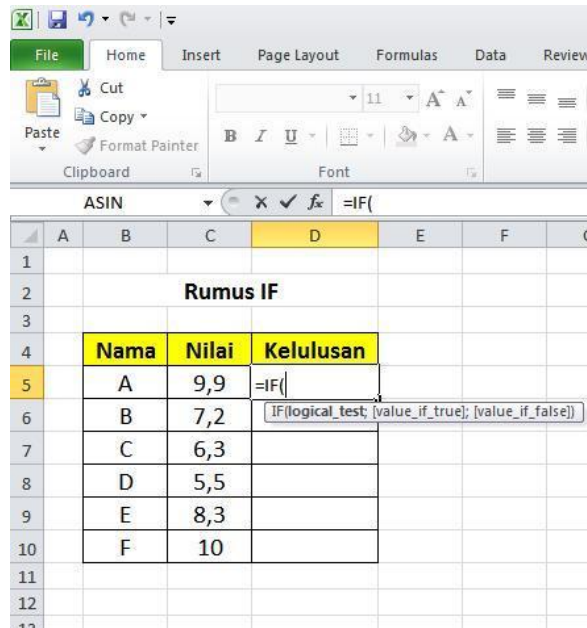 File Home Insert Page Layout Formulas Data Review
Cut
Copy
Format Painter
Paste
11 A A
B I U A
Clipboard Font
ASIN fx =IF(
A B C D E F
1
2 Rumus IF
3
4 Nama Nilai Kelulusan
5 A 9,9 =IF(
IF(logical_test; [value_if_true]; [value_if_false])
6 B 7,2
7 C 6,3
8 D 5,5
9 E 8,3
10 F 10
11
12